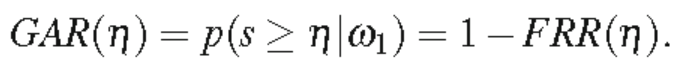 GAR(η) = p(s ≥ η|ω₁) = 1 − FRR(η).